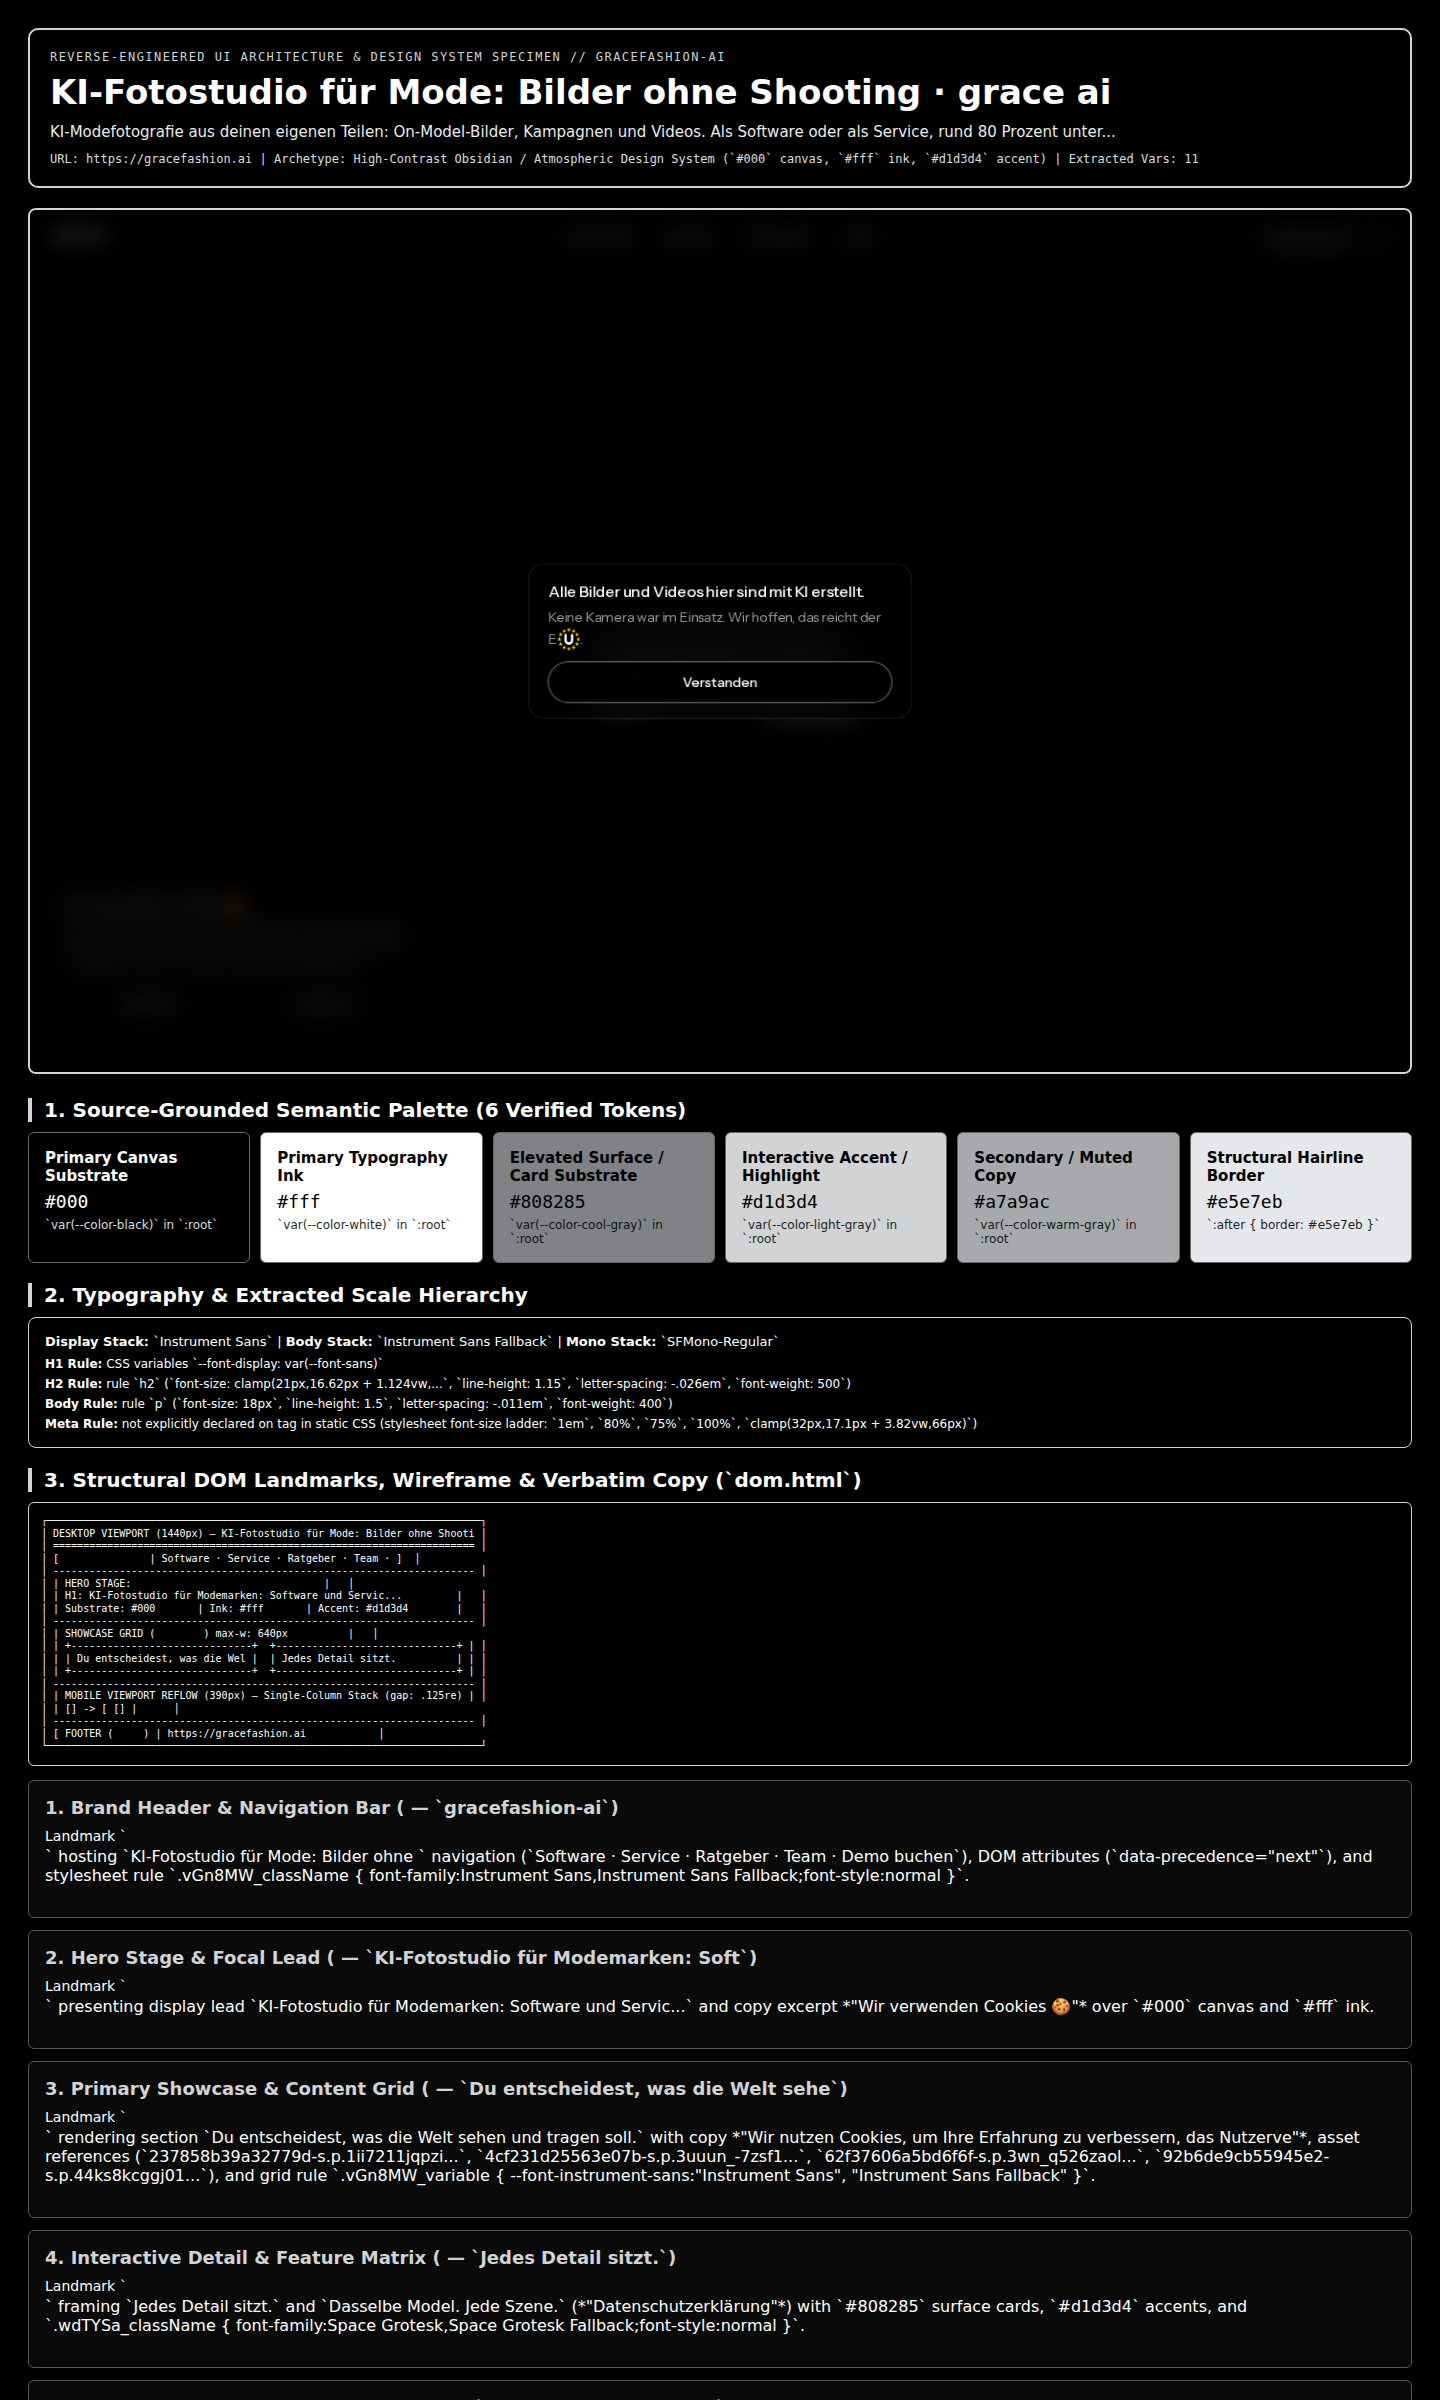 REVERSE-ENGINEERED UI ARCHITECTURE & DESIGN SYSTEM SPECIMEN // GRACEFASHION-AI
KI-Fotostudio für Mode: Bilder ohne Shooting · grace ai
KI-Modefotografie aus deinen eigenen Teilen: On-Model-Bilder, Kampagnen und Videos. Als Software oder als Service, rund 80 Prozent unter...
URL: https://gracefashion.ai | Archetype: High-Contrast Obsidian / Atmospheric Design System (`#000` canvas, `#fff` ink, `#d1d3d4` accent) | Extracted Vars: 11
Alle Bilder und Videos hier sind mit KI erstellt.
Keine Kamera war im Einsatz. Wir hoffen, das reicht der
EU.
Verstanden
1. Source-Grounded Semantic Palette (6 Verified Tokens)
Primary Canvas
Substrate
#000
`var(--color-black)` in `:root`
Primary Typography
Ink
#fff
`var(--color-white)` in `:root`
Elevated Surface /
Card Substrate
#808285
`var(--color-cool-gray)` in
`:root`
Interactive Accent /
Highlight
#d1d3d4
`var(--color-light-gray)` in
`:root`
Secondary / Muted
Copy
#a7a9ac
`var(--color-warm-gray)` in
`:root`
Structural Hairline
Border
#e5e7eb
`:after { border: #e5e7eb }`
2. Typography & Extracted Scale Hierarchy
Display Stack: `Instrument Sans` | Body Stack: `Instrument Sans Fallback` | Mono Stack: `SFMono-Regular`
H1 Rule: CSS variables `--font-display: var(--font-sans)`
H2 Rule: rule `h2` (`font-size: clamp(21px,16.62px + 1.124vw,...`, `line-height: 1.15`, `letter-spacing: -.026em`, `font-weight: 500`)
Body Rule: rule `p` (`font-size: 18px`, `line-height: 1.5`, `letter-spacing: -.011em`, `font-weight: 400`)
Meta Rule: not explicitly declared on tag in static CSS (stylesheet font-size ladder: `1em`, `80%`, `75%`, `100%`, `clamp(32px,17.1px + 3.82vw,66px)`)
3. Structural DOM Landmarks, Wireframe & Verbatim Copy (`dom.html`)
DESKTOP VIEWPORT (1440px) — KI-Fotostudio für Mode: Bilder ohne Shooti
======================================================================
[ | Software · Service · Ratgeber · Team · ] |
----------------------------------------------------------------------
| HERO STAGE: | |
| H1: KI-Fotostudio für Modemarken: Software und Servic... |
| Substrate: #000 | Ink: #fff | Accent: #d1d3d4 |
----------------------------------------------------------------------
| SHOWCASE GRID ( ) max-w: 640px | |
| +------------------------------+ +------------------------------+ |
| | Du entscheidest, was die Wel | | Jedes Detail sitzt. | |
| +------------------------------+ +------------------------------+ |
----------------------------------------------------------------------
| MOBILE VIEWPORT REFLOW (390px) — Single-Column Stack (gap: .125re) |
| [] -> [ [] | |
----------------------------------------------------------------------
[ FOOTER ( ) | https://gracefashion.ai |
1. Brand Header & Navigation Bar ( — `gracefashion-ai`)
Landmark `
` hosting `KI-Fotostudio für Mode: Bilder ohne ` navigation (`Software · Service · Ratgeber · Team · Demo buchen`), DOM attributes (`data-precedence="next"`), and
stylesheet rule `.vGn8MW_className { font-family:Instrument Sans,Instrument Sans Fallback;font-style:normal }`.
2. Hero Stage & Focal Lead ( — `KI-Fotostudio für Modemarken: Soft`)
Landmark `
` presenting display lead `KI-Fotostudio für Modemarken: Software und Servic...` and copy excerpt *"Wir verwenden Cookies 🍪"* over `#000` canvas and `#fff` ink.
3. Primary Showcase & Content Grid ( — `Du entscheidest, was die Welt sehe`)
Landmark `
` rendering section `Du entscheidest, was die Welt sehen und tragen soll.` with copy *"Wir nutzen Cookies, um Ihre Erfahrung zu verbessern, das Nutzerve"*, asset
references (`237858b39a32779d-s.p.1ii7211jqpzi...`, `4cf231d25563e07b-s.p.3uuun_-7zsf1...`, `62f37606a5bd6f6f-s.p.3wn_q526zaol...`, `92b6de9cb55945e2-
s.p.44ks8kcggj01...`), and grid rule `.vGn8MW_variable { --font-instrument-sans:"Instrument Sans", "Instrument Sans Fallback" }`.
4. Interactive Detail & Feature Matrix ( — `Jedes Detail sitzt.`)
Landmark `
` framing `Jedes Detail sitzt.` and `Dasselbe Model. Jede Szene.` (*"Datenschutzerklärung"*) with `#808285` surface cards, `#d1d3d4` accents, and
`.wdTYSa_className { font-family:Space Grotesk,Space Grotesk Fallback;font-style:normal }`.